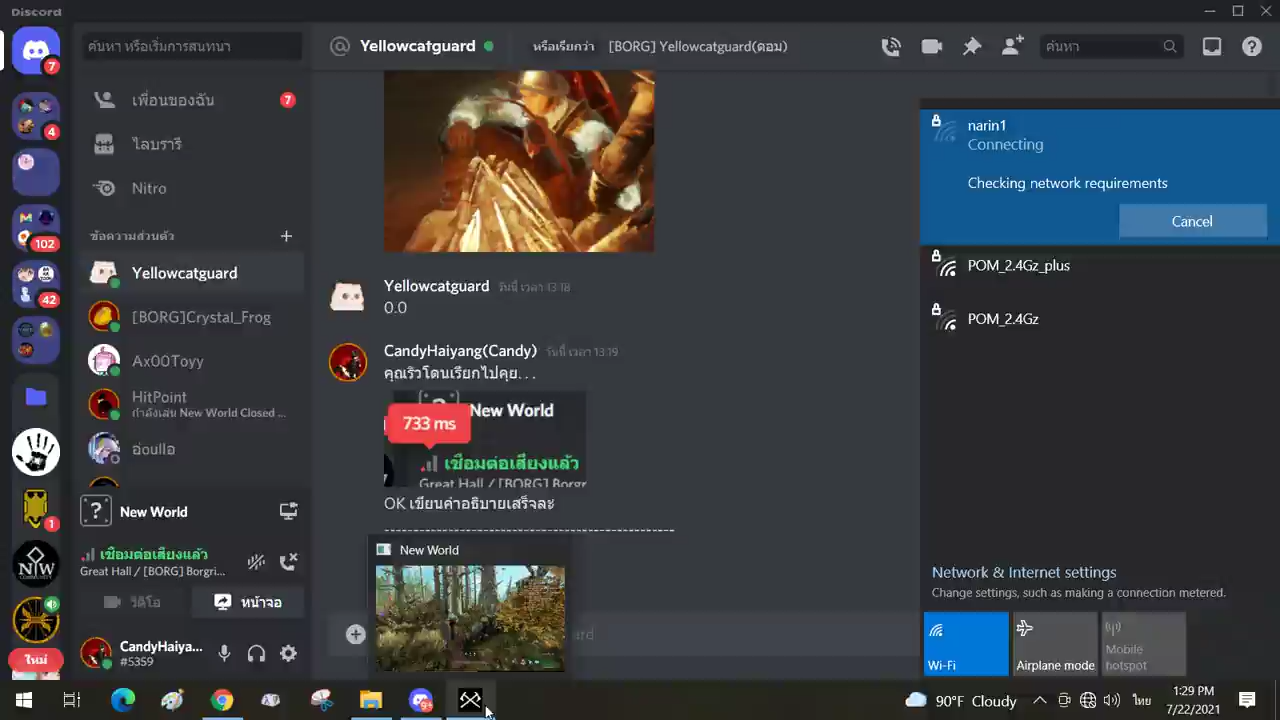 Discord
7
4
102
42
1
ใหม่
ค้นหา หรือเริ่มการสนทนา
เพื่อนของฉัน
7
ไลบรารี
Nitro
ข้อความส่วนตัว
+
Yellowcatguard
[BORG]Crystal_Frog
Ax00Toyy
HitPoint
กำลังเล่น New World Closed ...
New World
เชื่อมต่อเสียงแล้ว
Great Hall / [BORG] Borgri...
วิดีโอ
หน้าจอ
CandyHaiya...
#5359
@ Yellowcatguard
หรือเรียกว่า
[BORG] Yellowcatguard(ดอม)
ค้นหา
Yellowcatguard วันนี้ เวลา 13:18
0.0
CandyHaiyang(Candy) วันนี้ เวลา 13:19
คุณริวโดนเรียกไปคุย...
New World
733 ms
เชื่อมต่อเสียงแล้ว
Great Hall / [BORG] Borgr
OK เขียนคำอธิบายเสร็จละ
-----------------------------------------------
New World
ard
narin1
Connecting
Checking network requirements
Cancel
POM_2.4Gz_plus
POM_2.4Gz
Network & Internet settings
Change settings, such as making a connection metered.
Wi-Fi
Airplane mode
Mobile
hotspot
9+
90°F Cloudy
ไทย
1:29 PM
7/22/2021